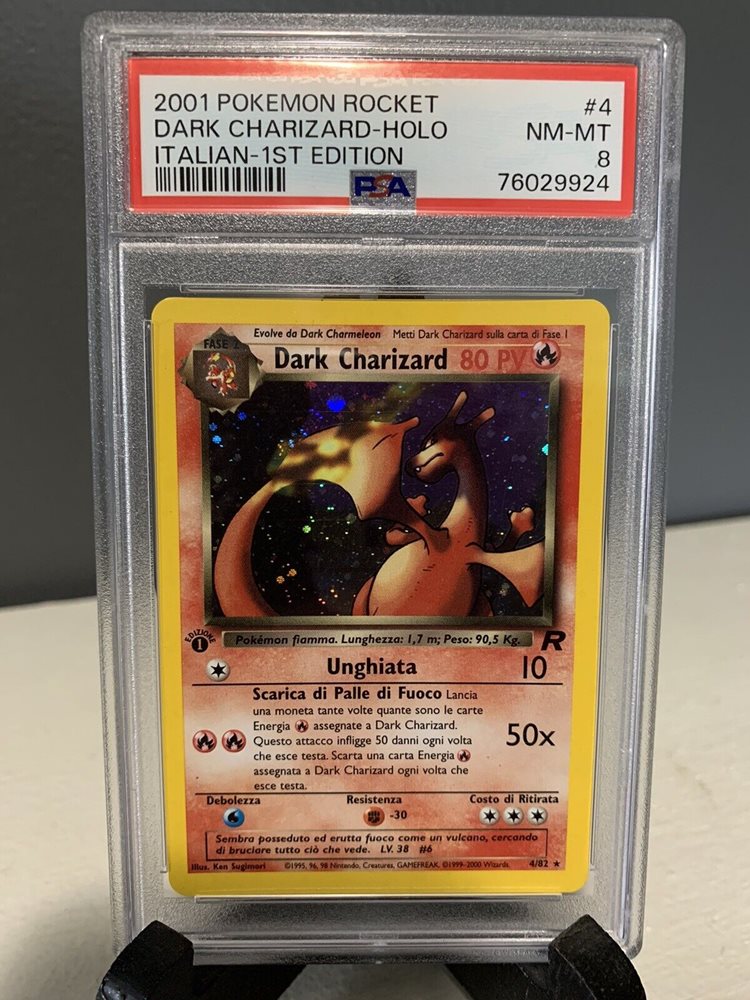 2001 POKEMON ROCKET #4
DARK CHARIZARD-HOLO NM-MT
ITALIAN-1ST EDITION 8
PSA 76029924
Evolve da Dark Charmeleon Metti Dark Charizard sulla carta di Fase 1
FASE 2
Dark Charizard 80 PV
EDIZIONE
1
Pokémon fiamma. Lunghezza: 1,7 m; Peso: 90,5 Kg.
R
Unghiata 10
Scarica di Palle di Fuoco Lancia
una moneta tante volte quante sono le carte
Energia assegnate a Dark Charizard.
Questo attacco infligge 50 danni ogni volta
che esce testa. Scarta una carta Energia
assegnata a Dark Charizard ogni volta che
esce testa.
50x
Debolezza Resistenza Costo di Ritirata
-30
Sembra posseduto ed erutta fuoco come un vulcano, cercando
di bruciare tutto ciò che vede. LV. 38 #6
Illus. Ken Sugimori ©1995, 96, 98 Nintendo, Creatures, GAMEFREAK. ©1999-2000 Wizards. 4/82 ★